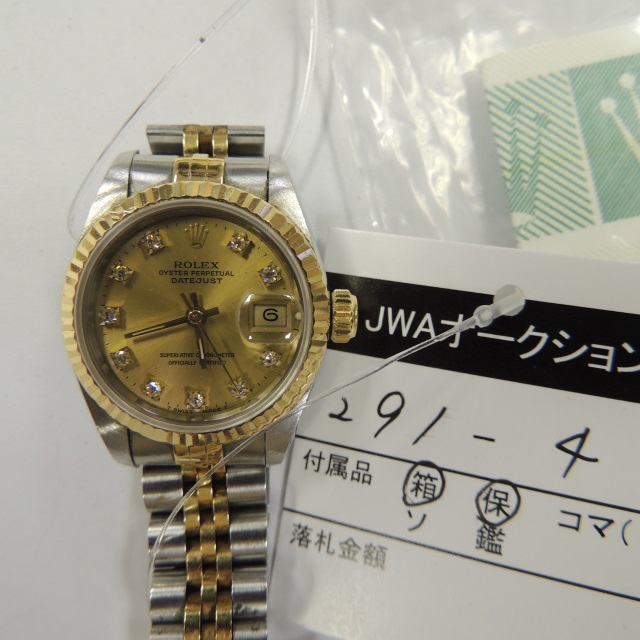 ROLEX
OYSTER PERPETUAL
DATEJUST
6
SUPERLATIVE CHRONOMETER
OFFICIALLY CERTIFIED
JWAオークション
291-4
付属品 箱 保 コマ(
ソ 鑑
落札金額